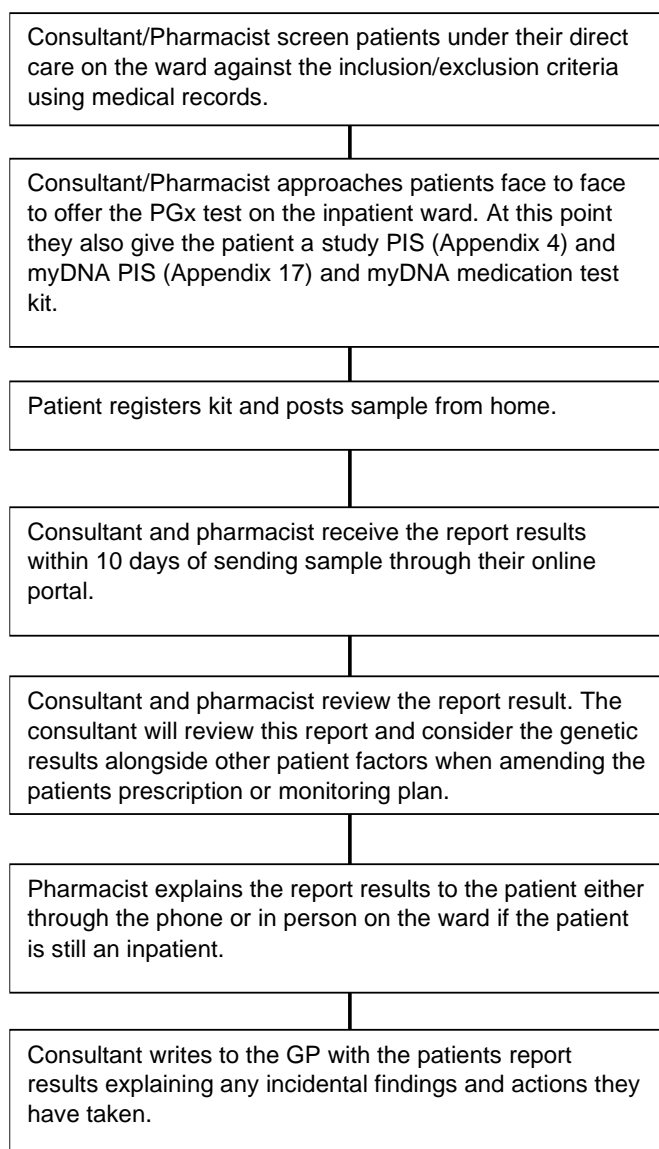 Consultant/Pharmacist screen patients under their direct
care on the ward against the inclusion/exclusion criteria
using medical records.
Consultant/Pharmacist approaches patients face to face
to offer the PGx test on the inpatient ward. At this point
they also give the patient a study PIS (Appendix 4) and
myDNA PIS (Appendix 17) and myDNA medication test
kit.
Patient registers kit and posts sample from home.
Consultant and pharmacist receive the report results
within 10 days of sending sample through their online
portal.
Consultant and pharmacist review the report result. The
consultant will review this report and consider the genetic
results alongside other patient factors when amending the
patients prescription or monitoring plan.
Pharmacist explains the report results to the patient either
through the phone or in person on the ward if the patient
is still an inpatient.
Consultant writes to the GP with the patients report
results explaining any incidental findings and actions they
have taken.